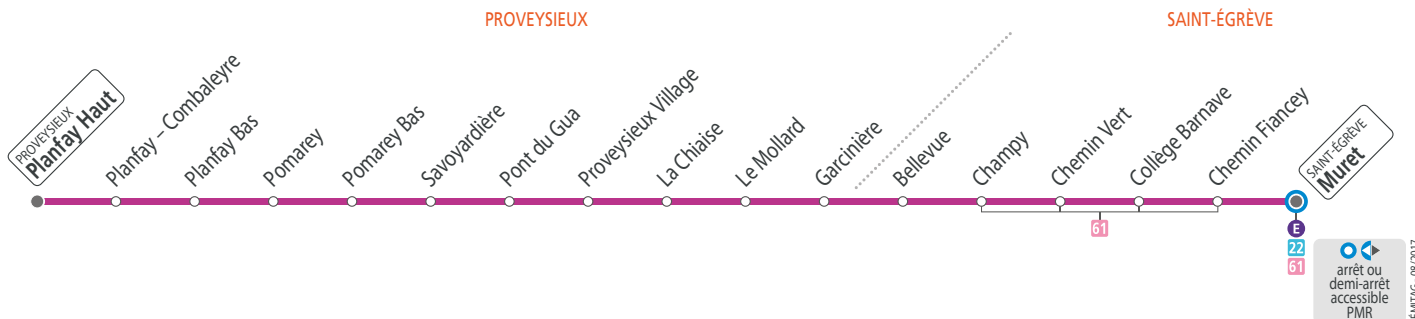 PROVEYSIEUX
SAINT-ÉGRÈVE
PROVEYSIEUX
Planfay Haut
Planfay – Combaleyre
Planfay Bas
Pomarey
Pomarey Bas
Savoyardière
Pont du Gua
Proveysieux Village
La Chiaise
Le Mollard
Garcinière
Bellevue
Champy
Chemin Vert
Collège Barnave
Chemin Fiancey
SAINT-ÉGRÈVE
Muret
61
E
22
61
arrêt ou
demi-arrêt
accessible
PMR
08/2017